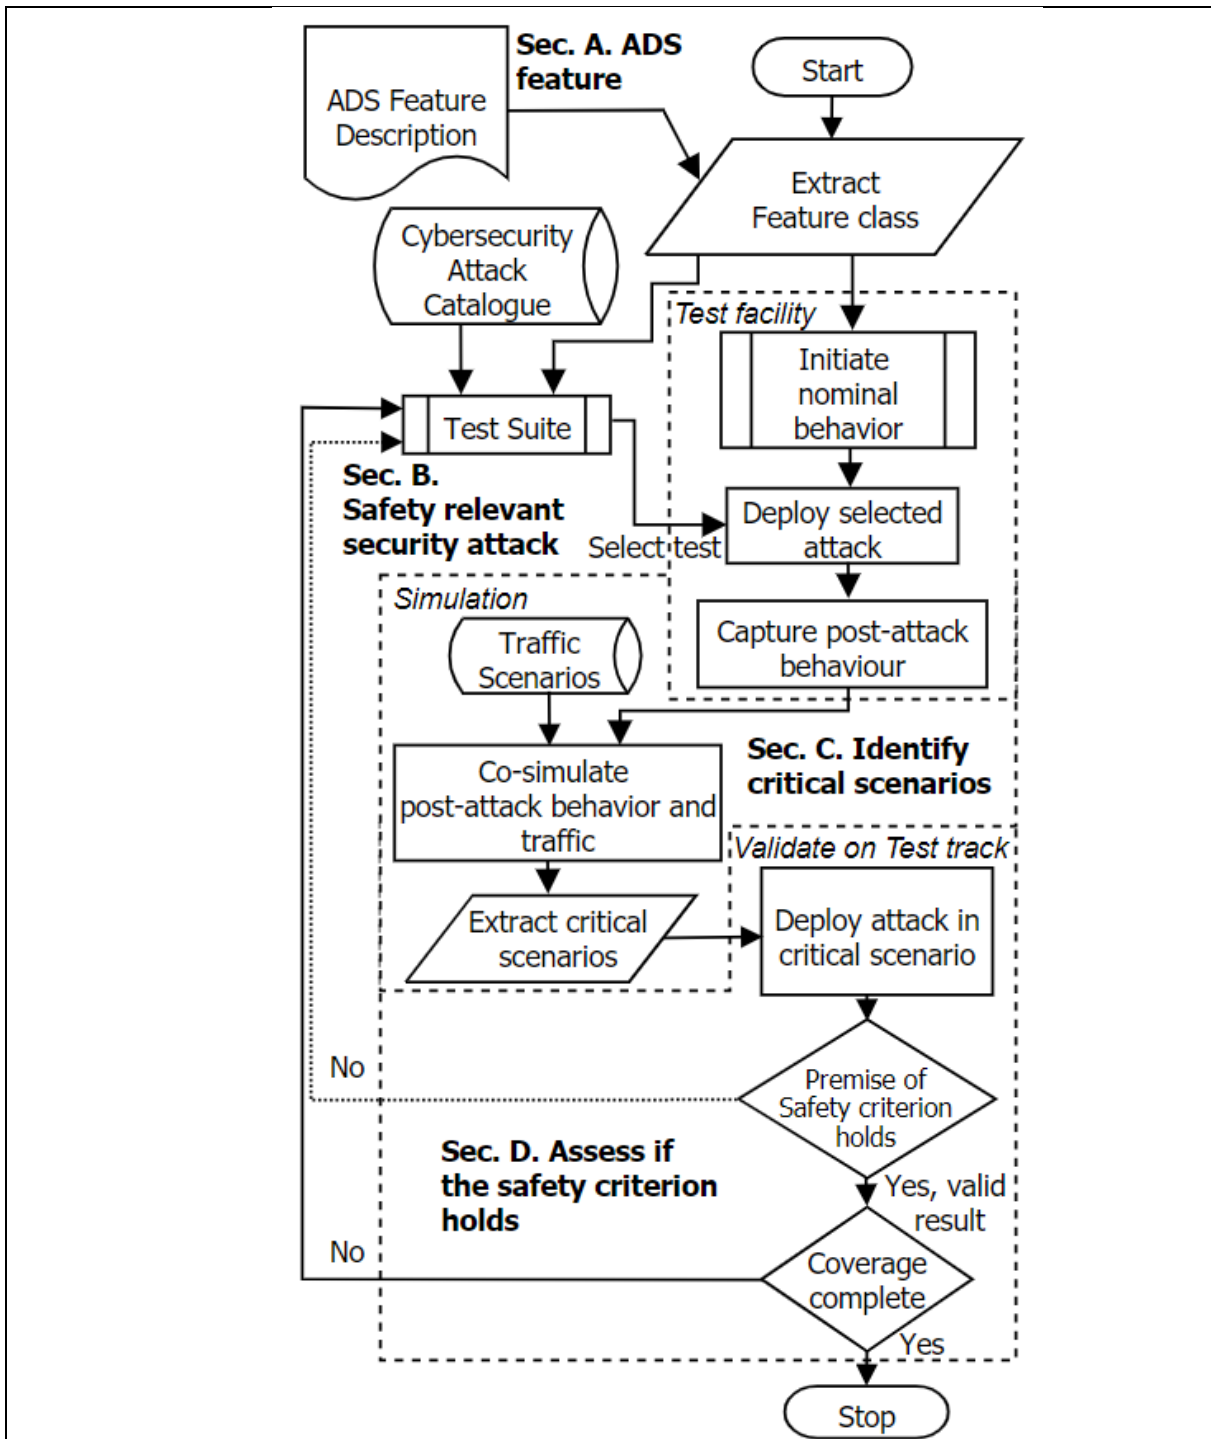 Sec. A. ADS
feature
Start
ADS Feature
Description
Extract
Feature class
Cybersecurity
Attack
Catalogue
Test facility
Initiate
nominal
behavior
Test Suite
Sec. B.
Safety relevant
security attack
Select test
Deploy selected
attack
Simulation
Capture post-attack
behaviour
Traffic
Scenarios
Sec. C. Identify
critical scenarios
Co-simulate
post-attack behavior and
traffic
Validate on Test track
Extract critical
scenarios
Deploy attack in
critical scenario
No
Premise of
Safety criterion
holds
Sec. D. Assess if
the safety criterion
holds
Yes, valid
result
No
Coverage
complete
Yes
Stop